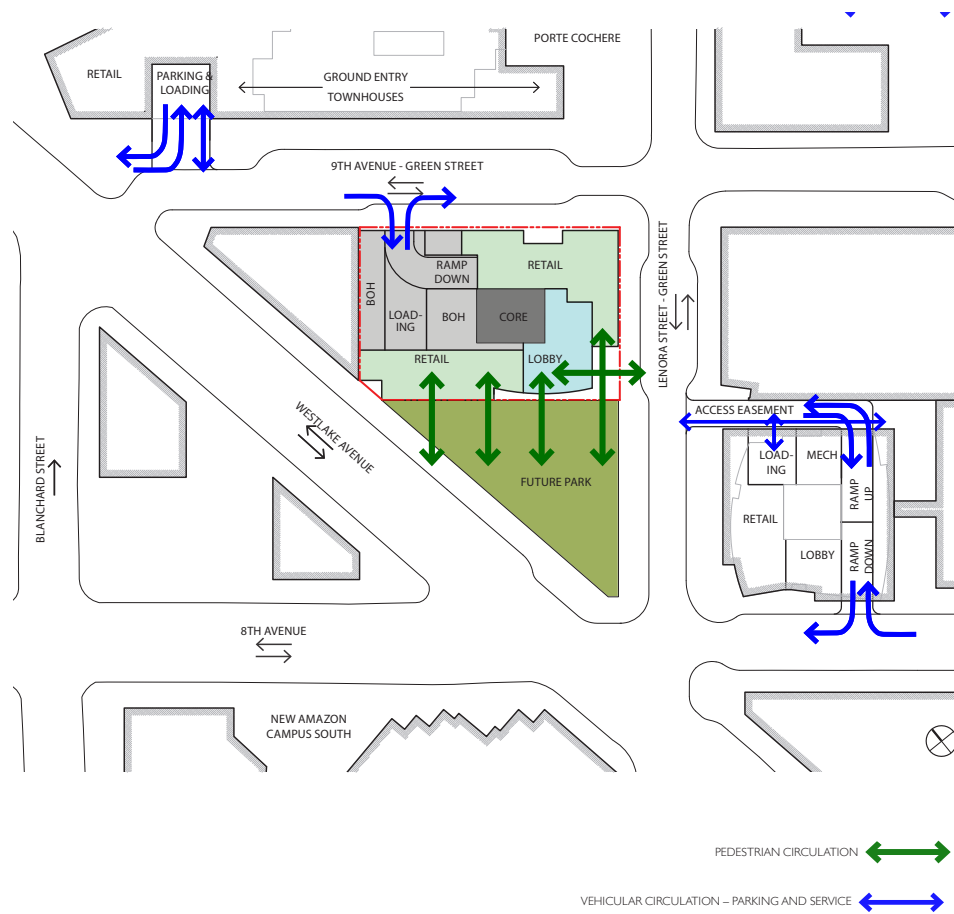 PORTE COCHERE
RETAIL
PARKING &
LOADING
GROUND ENTRY
TOWNHOUSES
9TH AVENUE - GREEN STREET
LENORA STREET - GREEN STREET
BOH
RAMP
DOWN
RETAIL
LOAD-
ING
BOH
CORE
RETAIL
LOBBY
WESTLAKE AVENUE
BLANCHARD STREET
FUTURE PARK
ACCESS EASEMENT
LOAD-
ING
MECH
RAMP
UP
RETAIL
LOBBY
RAMP
DOWN
8TH AVENUE
NEW AMAZON
CAMPUS SOUTH
PEDESTRIAN CIRCULATION
VEHICULAR CIRCULATION – PARKING AND SERVICE